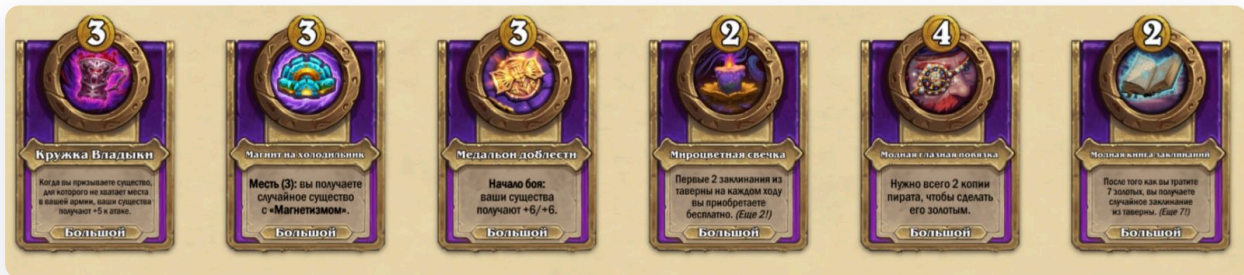 3
Кружка Владыки
Когда вы призываете существо,
для которого не хватает места
в вашей армии, ваши существа
получают +5 к атаке.
Большой
3
Магнит на холодильник
Месть (3): вы получаете
случайное существо
с «Магнетизмом».
Большой
3
Медальон доблести
Начало боя:
ваши существа
получают +6/+6.
Большой
2
Мироцветная свечка
Первые 2 заклинания из
таверны на каждом ходу
вы приобретаете
бесплатно. (Еще 2!)
Большой
4
Модная глазная повязка
Нужно всего 2 копии
пирата, чтобы сделать
его золотым.
Большой
2
Модная книга заклинаний
После того как вы тратите
7 золотых, вы получаете
случайное заклинание
из таверны. (Еще 7!)
Большой